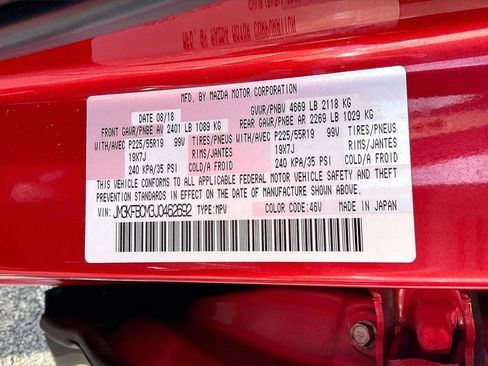 MFD. BY MAZDA MOTOR CORPORATION
DATE 08/18 GVWR/PNBV 4669 LB 2118 KG
FRONT GAWR/PNBE AV 2401 LB 1089 KG REAR GAWR/PNBE AR 2269 LB 1029 KG
WITH/AVEC P225/55R19 99V TIRES/PNEUS WITH/AVEC P225/55R19 99V TIRES/PNEUS
19X7J RIMS/JANTES 19X7J RIMS/JANTES
240 KPA/35 PSI COLD/A FROID 240 KPA/35 PSI COLD/A FROID
THIS VEHICLE CONFORMS TO ALL APPLICABLE FEDERAL MOTOR VEHICLE SAFETY AND THEFT
PREVENTION STANDARDS IN EFFECT ON THE DATE OF MANUFACTURE SHOWN ABOVE.
JM3KFBCM3J0462692 TYPE:MPV COLOR CODE:46V MADE IN JAPAN